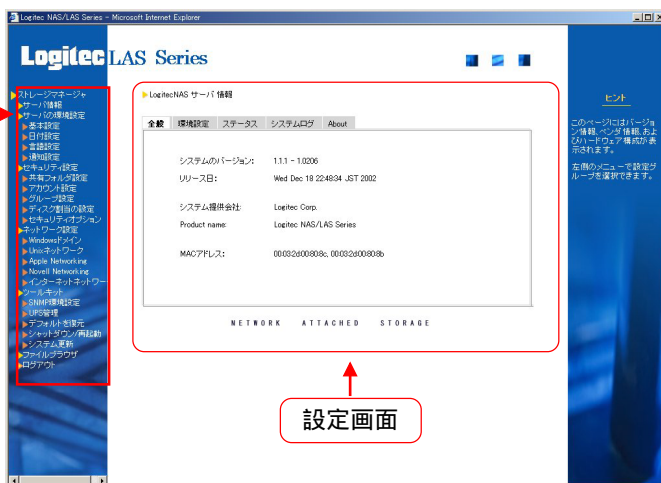 Logitec NAS/LAS Series - Microsoft Internet Explorer
Logitec LAS Series
ストレージマネージャ
サーバ情報
サーバの環境設定
基本設定
日付設定
言語設定
通知設定
セキュリティ設定
共有フォルダ設定
アカウント設定
グループ設定
ディスク割当の設定
セキュリティオプション
ネットワーク設定
Windowsドメイン
Unixネットワーク
Apple Networking
Novell Networking
インターネットネットワー
ツールキット
SNMP環境設定
UPS管理
デフォルトを復元
シャットダウン/再起動
システム更新
ファイルブラウザ
ログアウト
LogitecNAS サーバ 情報
全般 環境設定 ステータス システムログ About
システムのバージョン: 1.1.1 - 1.0206
リリース日: Wed Dec 18 22:48:34 JST 2002
システム提供会社: Logitec Corp.
Product name: Logitec NAS/LAS Series
MACアドレス: 00:032d:00:808c, 00:032d:00:808b
NETWORK ATTACHED STORAGE
設定画面
ヒント
このページにはバージョ
ン情報、ベンダ情報、およ
びハードウェア構成が表
示されます。
左側のメニューで設定グ
ループを選択できます。